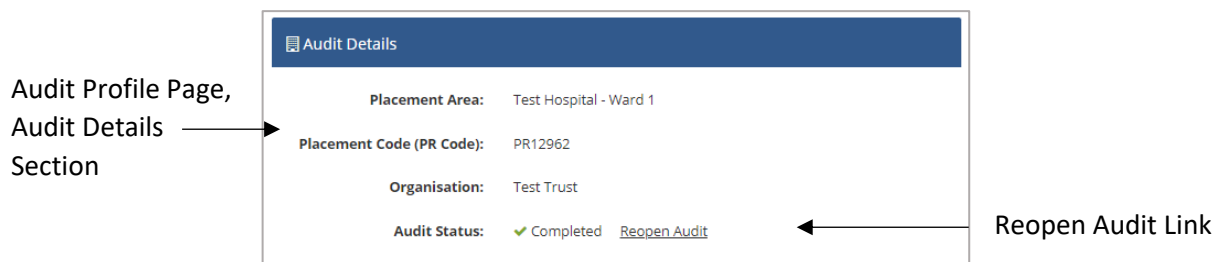 Audit Details
Audit Profile Page,
Audit Details
Section
Placement Area: Test Hospital - Ward 1
Placement Code (PR Code): PR12962
Organisation: Test Trust
Audit Status: Completed Reopen Audit
Reopen Audit Link